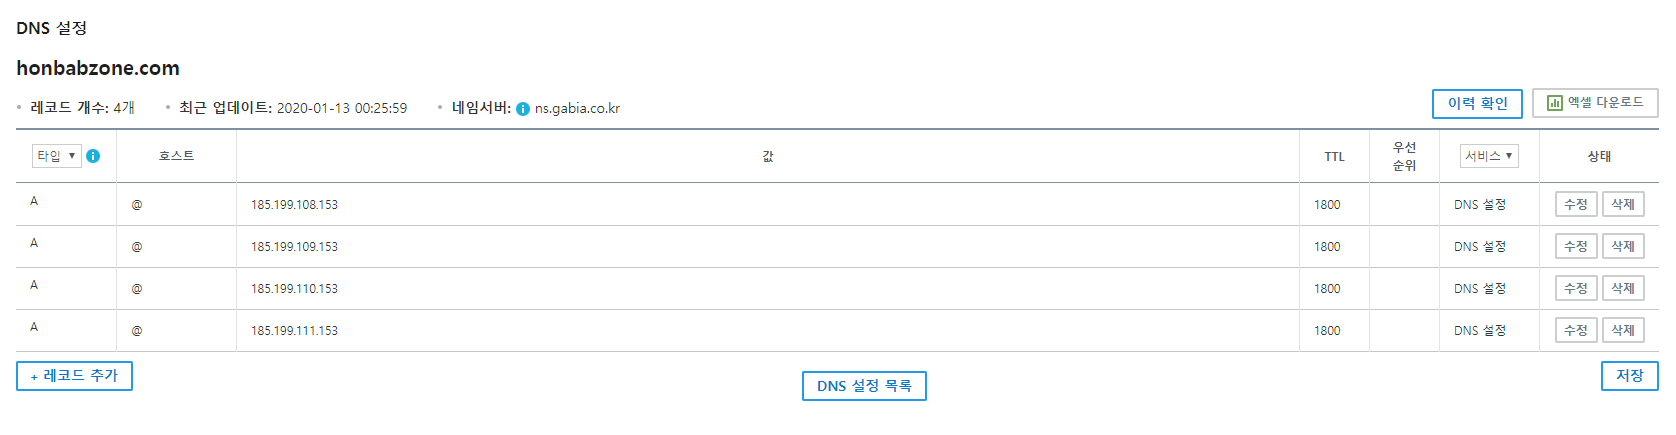 DNS 설정
honbabzone.com
• 레코드 개수: 4개 • 최근 업데이트: 2020-01-13 00:25:59 • 네임서버: ns.gabia.co.kr 이력 확인 엑셀 다운로드
타입 ▼ 호스트 값 TTL 우선 순위 서비스 ▼ 상태
A @ 185.199.108.153 1800 DNS 설정 수정 삭제
A @ 185.199.109.153 1800 DNS 설정 수정 삭제
A @ 185.199.110.153 1800 DNS 설정 수정 삭제
A @ 185.199.111.153 1800 DNS 설정 수정 삭제
+ 레코드 추가 DNS 설정 목록 저장